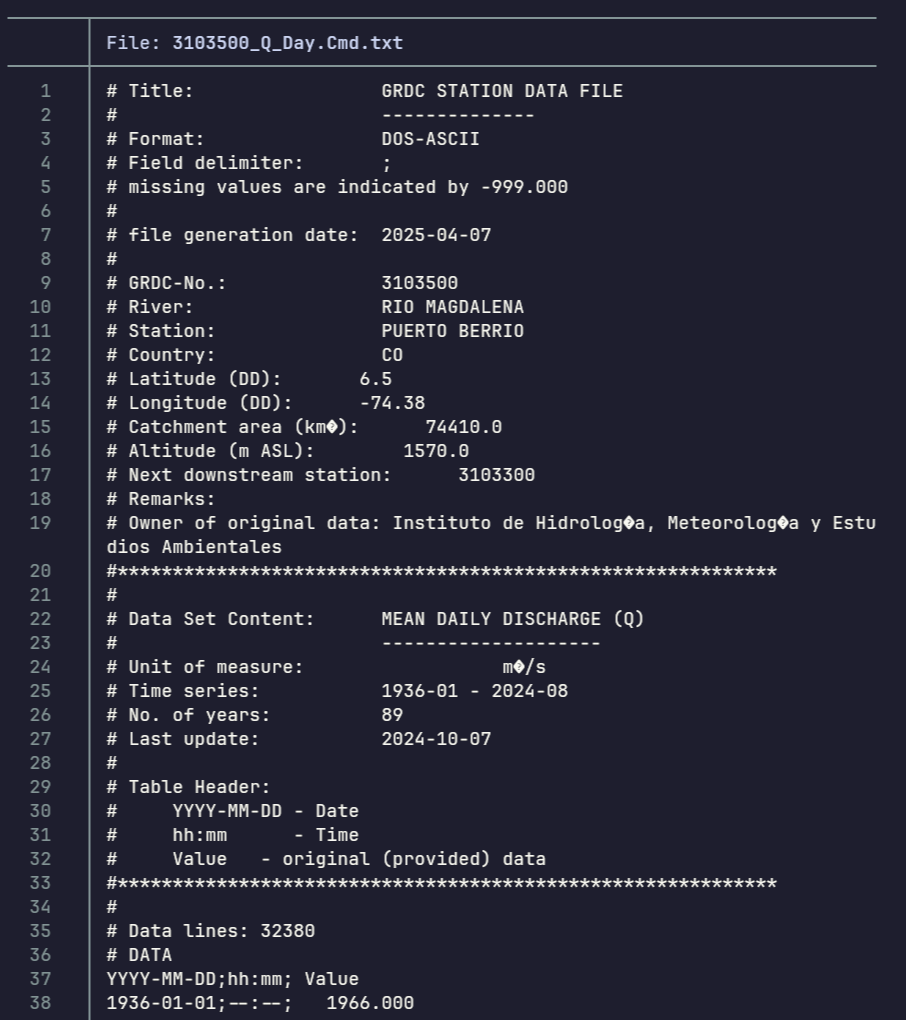 File: 3103500_Q_Day.Cmd.txt
1 # Title:                 GRDC STATION DATA FILE
2 #                        --------------
3 # Format:                DOS-ASCII
4 # Field delimiter:       ;
5 # missing values are indicated by -999.000
6 #
7 # file generation date:  2025-04-07
8 #
9 # GRDC-No.:              3103500
10 # River:                 RIO MAGDALENA
11 # Station:               PUERTO BERRIO
12 # Country:               CO
13 # Latitude (DD):       6.5
14 # Longitude (DD):      -74.38
15 # Catchment area (km�):      74410.0
16 # Altitude (m ASL):        1570.0
17 # Next downstream station:      3103300
18 # Remarks:
19 # Owner of original data: Instituto de Hidrolog�a, Meteorolog�a y Estu
dios Ambientales
20 #************************************************************
21 #
22 # Data Set Content:      MEAN DAILY DISCHARGE (Q)
23 #                        --------------------
24 # Unit of measure:                  m�/s
25 # Time series:           1936-01 - 2024-08
26 # No. of years:          89
27 # Last update:           2024-10-07
28 #
29 # Table Header:
30 #     YYYY-MM-DD - Date
31 #     hh:mm      - Time
32 #     Value   - original (provided) data
33 #************************************************************
34 #
35 # Data lines: 32380
36 # DATA
37 YYYY-MM-DD;hh:mm; Value
38 1936-01-01;--:--;   1966.000